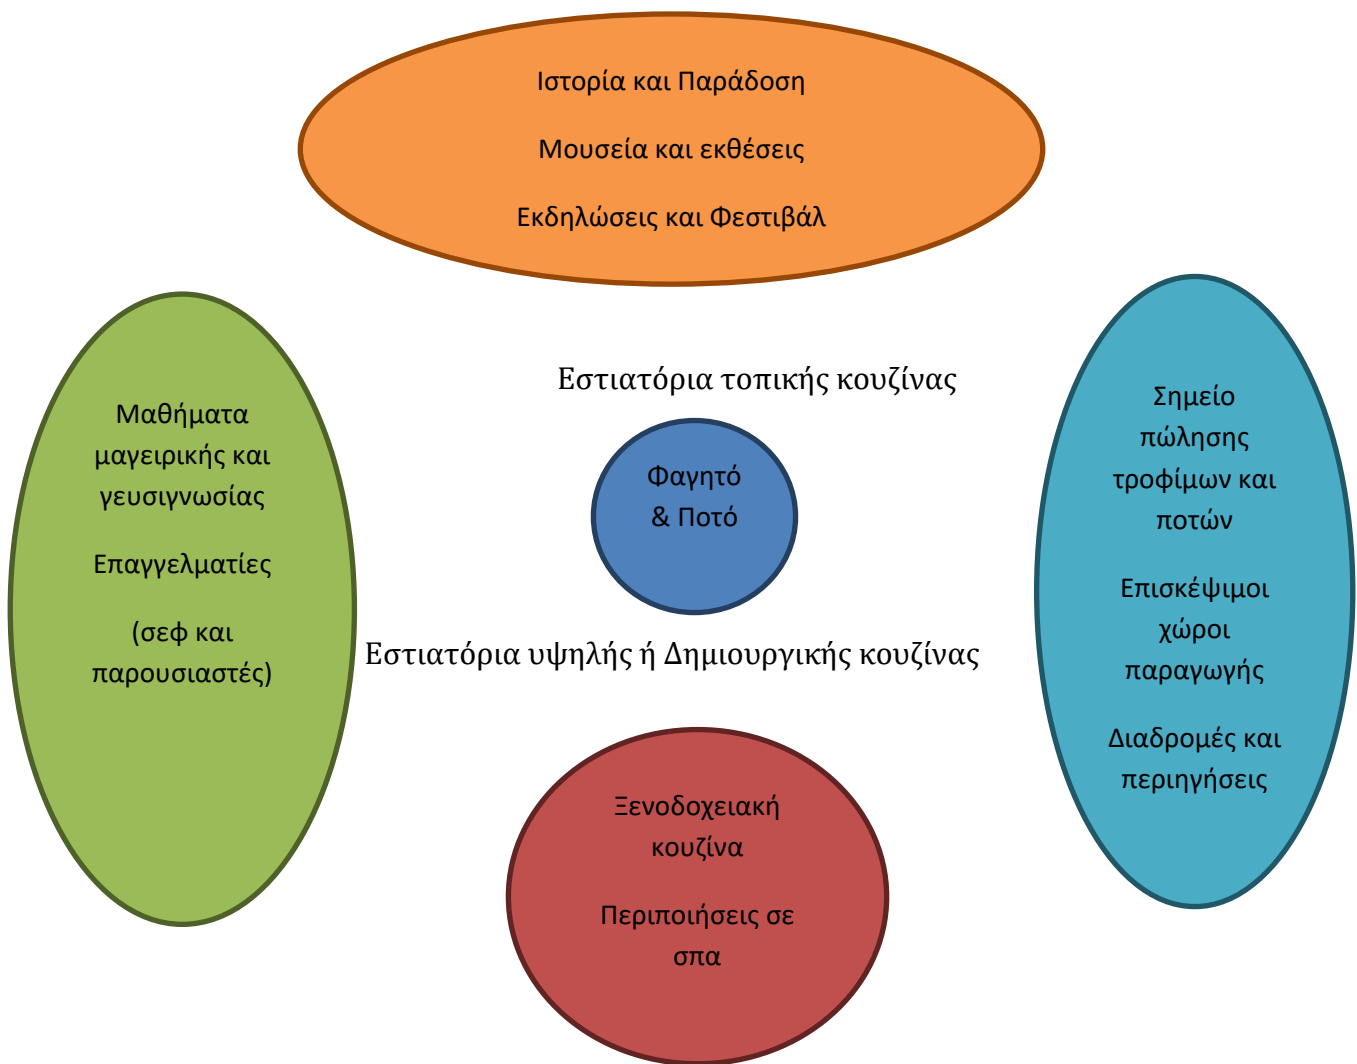 Ιστορία και Παράδοση
Μουσεία και εκθέσεις
Εκδηλώσεις και Φεστιβάλ
Μαθήματα
μαγειρικής και
γευσιγνωσίας
Επαγγελματίες
(σεφ και
παρουσιαστές)
Εστιατόρια τοπικής κουζίνας
Φαγητό
& Ποτό
Εστιατόρια υψηλής ή Δημιουργικής κουζίνας
Σημείο
πώλησης
τροφίμων και
ποτών
Επισκέψιμοι
χώροι
παραγωγής
Διαδρομές και
περιηγήσεις
Ξενοδοχειακή
κουζίνα
Περιποιήσεις σε
σπα